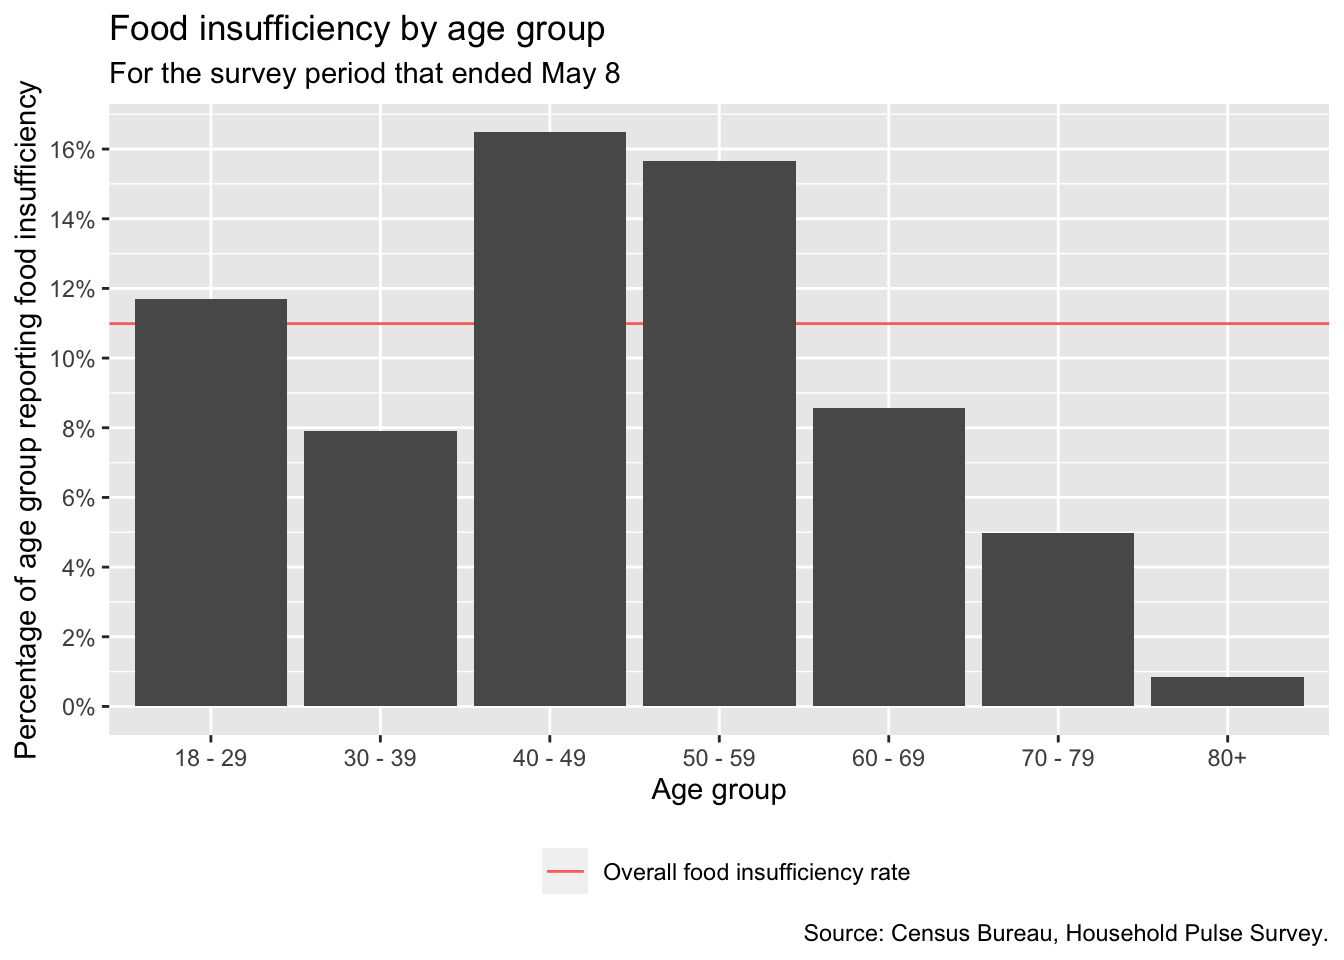 Food insufficiency by age group
For the survey period that ended May 8
Percentage of age group reporting food insufficiency
16%
14%
12%
10%
8%
6%
4%
2%
0%
18 - 29
30 - 39
40 - 49
50 - 59
60 - 69
70 - 79
80+
Age group
Overall food insufficiency rate
Source: Census Bureau, Household Pulse Survey.